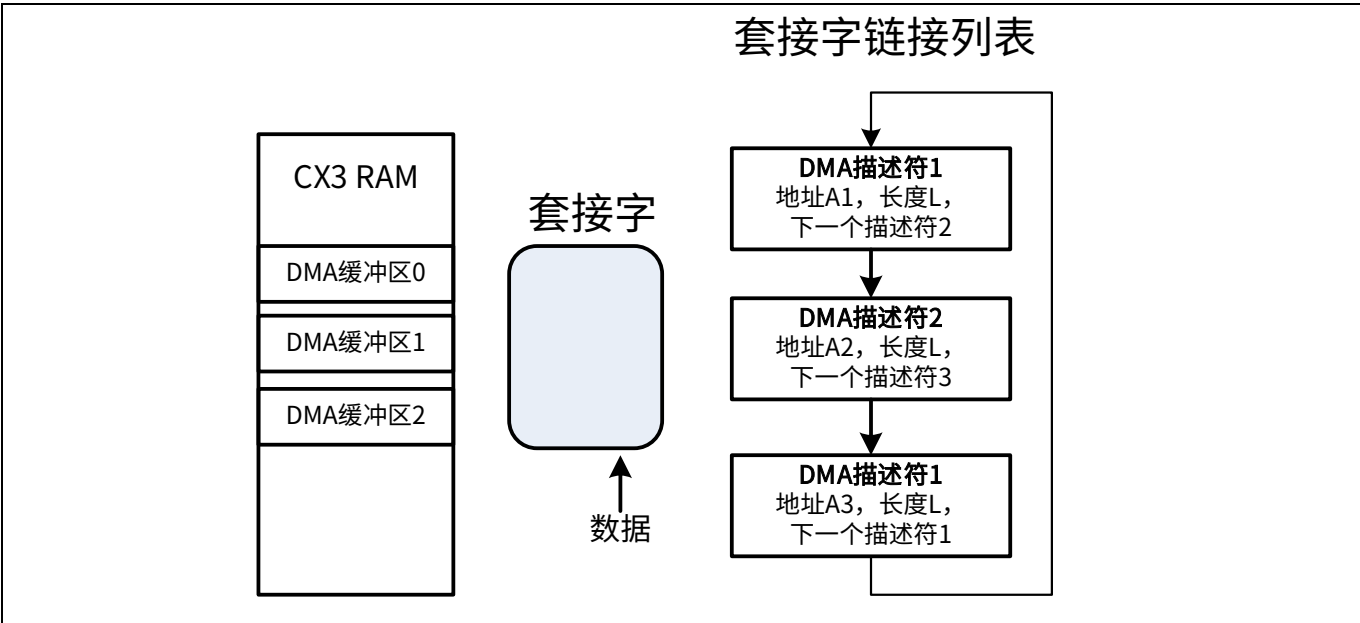 套接字链接列表
CX3 RAM
DMA缓冲区0
DMA缓冲区1
DMA缓冲区2
套接字
数据
DMA描述符1
地址A1，长度L，
下一个描述符2
DMA描述符2
地址A2，长度L，
下一个描述符3
DMA描述符1
地址A3，长度L，
下一个描述符1